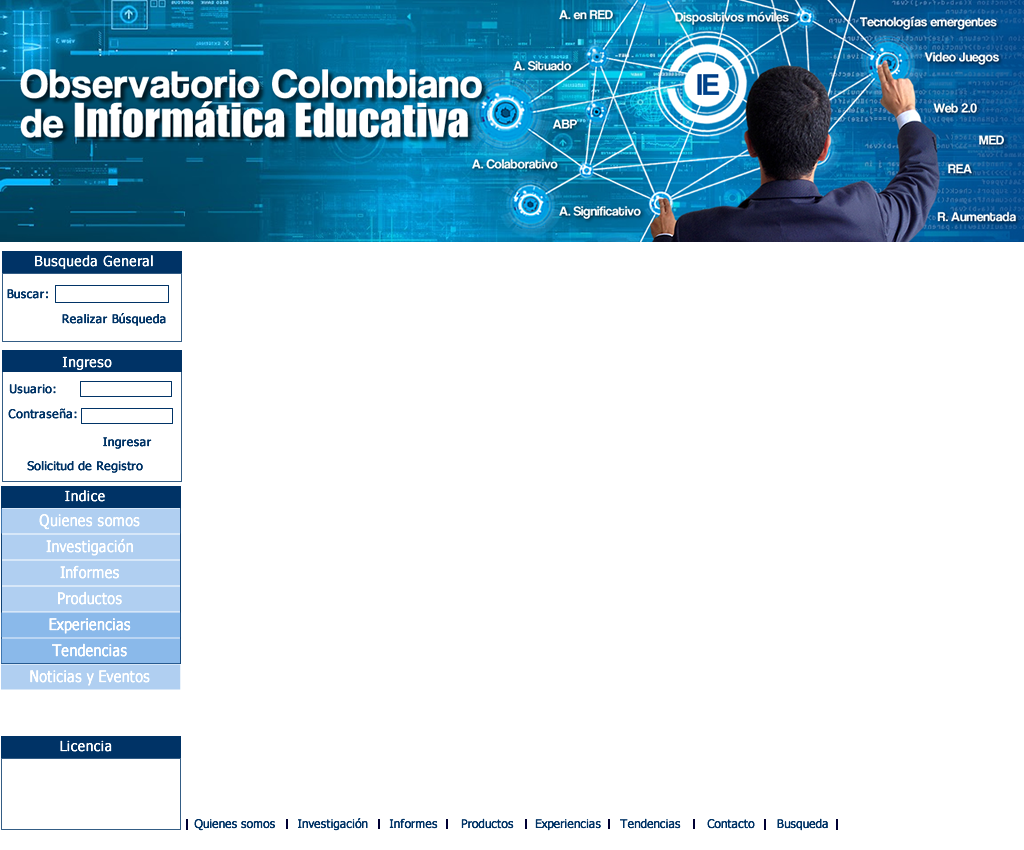 A. en RED
Dispositivos móviles
Tecnologías emergentes
Video Juegos
A. Situado
Observatorio Colombiano
de Informática Educativa
IE
Web 2.0
ABP
MED
A. Colaborativo
REA
A. Significativo
R. Aumentada
Busqueda General
Buscar:
Realizar Búsqueda
Ingreso
Usuario:
Contraseña:
Ingresar
Solicitud de Registro
Indice
Quienes somos
Investigación
Informes
Productos
Experiencias
Tendencias
Noticias y Eventos
Licencia
| Quienes somos | Investigación | Informes | Productos | Experiencias | Tendencias | Contacto | Busqueda |